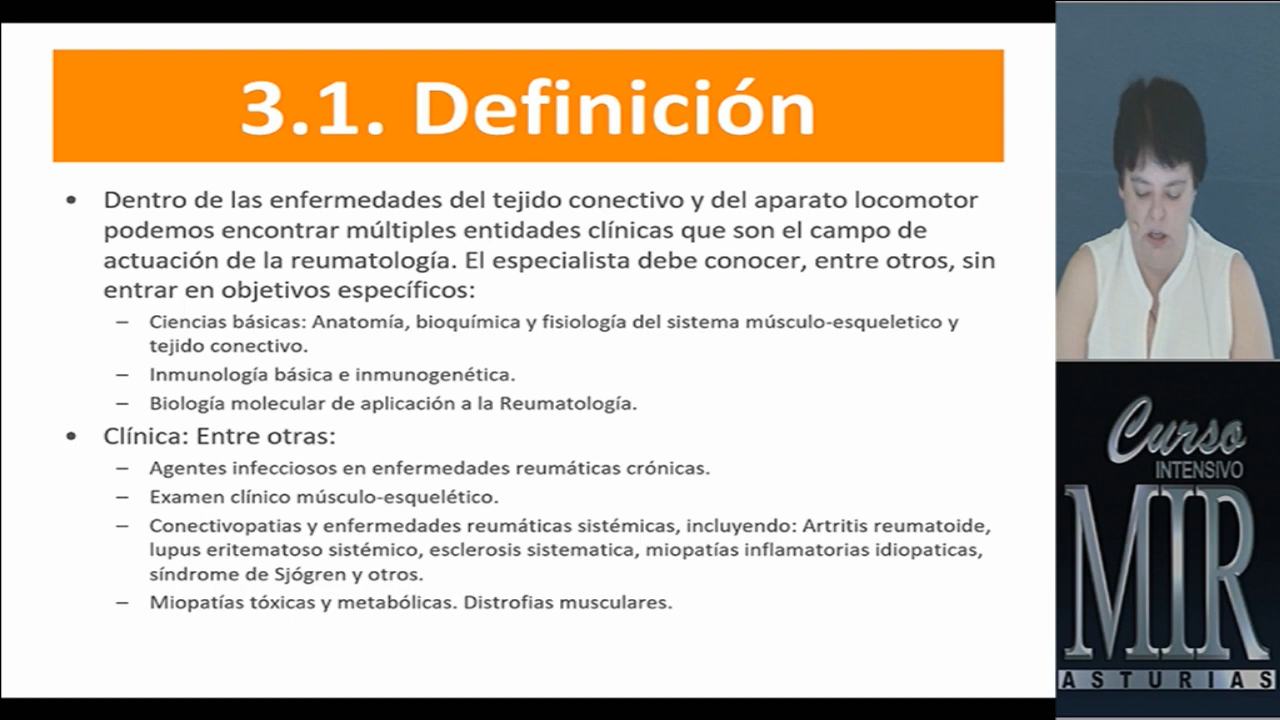 3.1. Definición
• Dentro de las enfermedades del tejido conectivo y del aparato locomotor
podemos encontrar múltiples entidades clínicas que son el campo de
actuación de la reumatología. El especialista debe conocer, entre otros, sin
entrar en objetivos específicos:
– Ciencias básicas: Anatomía, bioquímica y fisiología del sistema músculo-esqueletico y
tejido conectivo.
– Inmunología básica e inmunogenética.
– Biología molecular de aplicación a la Reumatología.
• Clínica: Entre otras:
– Agentes infecciosos en enfermedades reumáticas crónicas.
– Examen clínico músculo-esquelético.
– Conectivopatias y enfermedades reumáticas sistémicas, incluyendo: Artritis reumatoide,
lupus eritematoso sistémico, esclerosis sistematica, miopatías inflamatorias idiopaticas,
síndrome de Sjógren y otros.
– Miopatías tóxicas y metabólicas. Distrofias musculares.
Curso
INTENSIVO
MIR
ASTURIAS